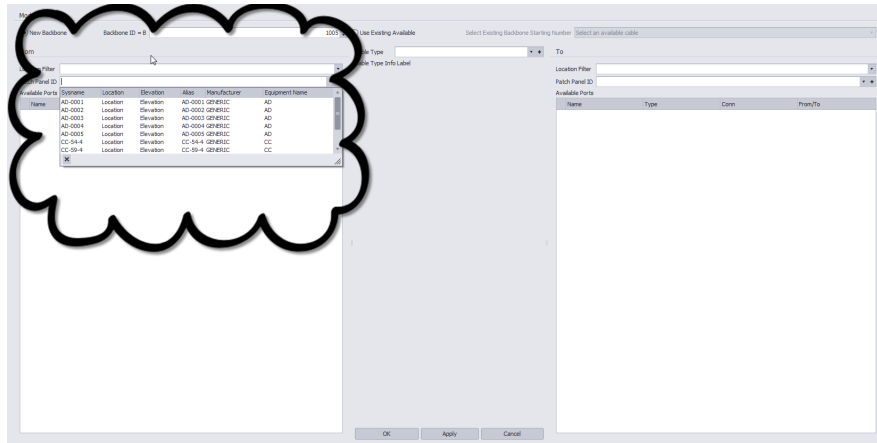 New Backbone Backbone ID = B 1005 Use Existing Available Select Existing Backbone Starting Number Select an available cable
Type To
Type Info Label
Filter Location Filter
Panel ID Patch Panel ID
Available Ports Available Ports
Name Name Type Conn From/To
Sysname Location Elevation Alias Manufacturer Equipment Name
AD-0001 Location Elevation AD-0001 GENERIC AD
AD-0002 Location Elevation AD-0002 GENERIC AD
AD-0003 Location Elevation AD-0003 GENERIC AD
AD-0004 Location Elevation AD-0004 GENERIC AD
AD-0005 Location Elevation AD-0005 GENERIC AD
CC-54-4 Location Elevation CC-54-4 GENERIC CC
CC-59-4 Location Elevation CC-59-4 GENERIC CC
OK Apply Cancel